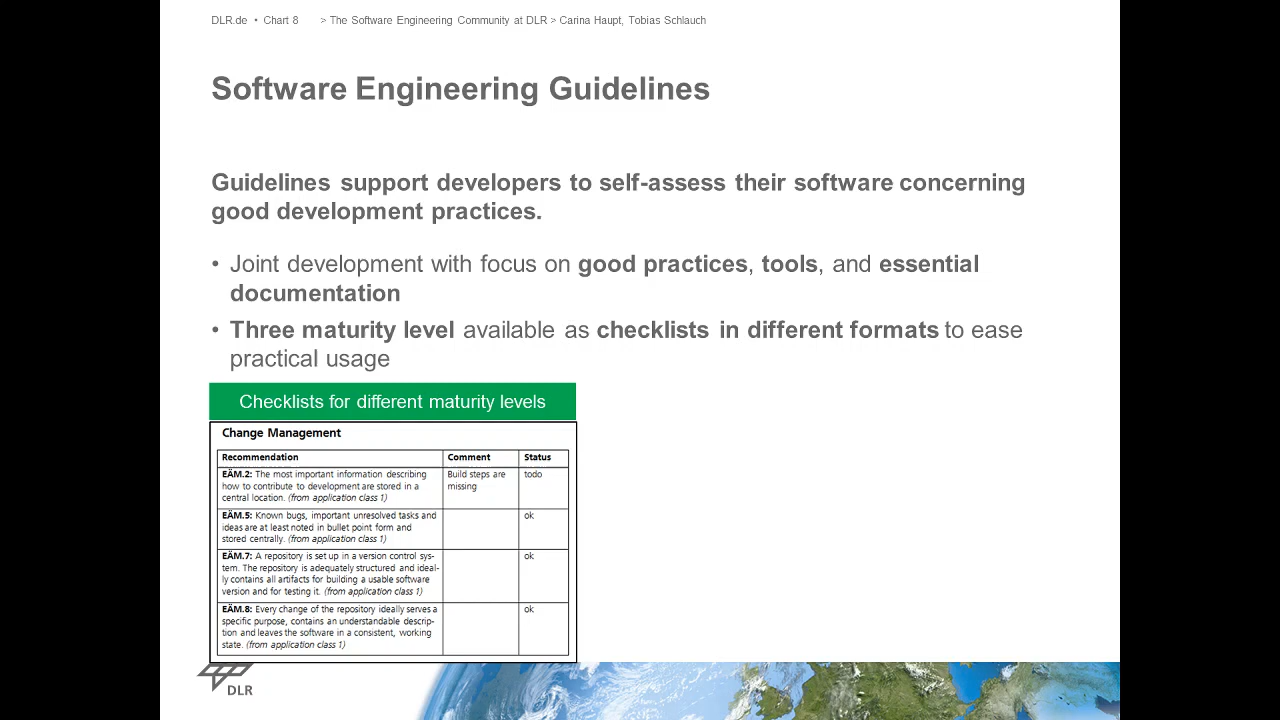 DLR.de • Chart 8 > The Software Engineering Community at DLR > Carina Haupt, Tobias Schlauch
Software Engineering Guidelines
Guidelines support developers to self-assess their software concerning
good development practices.
• Joint development with focus on good practices, tools, and essential
documentation
• Three maturity level available as checklists in different formats to ease
practical usage
Checklists for different maturity levels
Change Management
Recommendation Comment Status
EÄM.2: The most important information describing Build steps are todo
how to contribute to development are stored in a missing
central location. (from application class 1)
EÄM.5: Known bugs, important unresolved tasks and ok
ideas are at least noted in bullet point form and
stored centrally. (from application class 1)
EÄM.7: A repository is set up in a version control sys- ok
tem. The repository is adequately structured and ideal-
ly contains all artifacts for building a usable software
version and for testing it. (from application class 1)
EÄM.8: Every change of the repository ideally serves a ok
specific purpose, contains an understandable descrip-
tion and leaves the software in a consistent, working
state. (from application class 1)
DLR